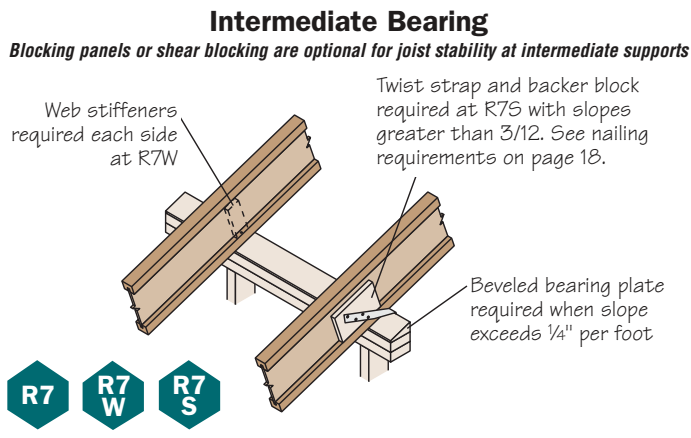 Intermediate Bearing
Blocking panels or shear blocking are optional for joist stability at intermediate supports
Twist strap and backer block
required at R7S with slopes
greater than 3/12. See nailing
requirements on page 18.
Web stiffeners
required each side
at R7W
Beveled bearing plate
required when slope
exceeds ¼" per foot
R7
R7
W
R7
S